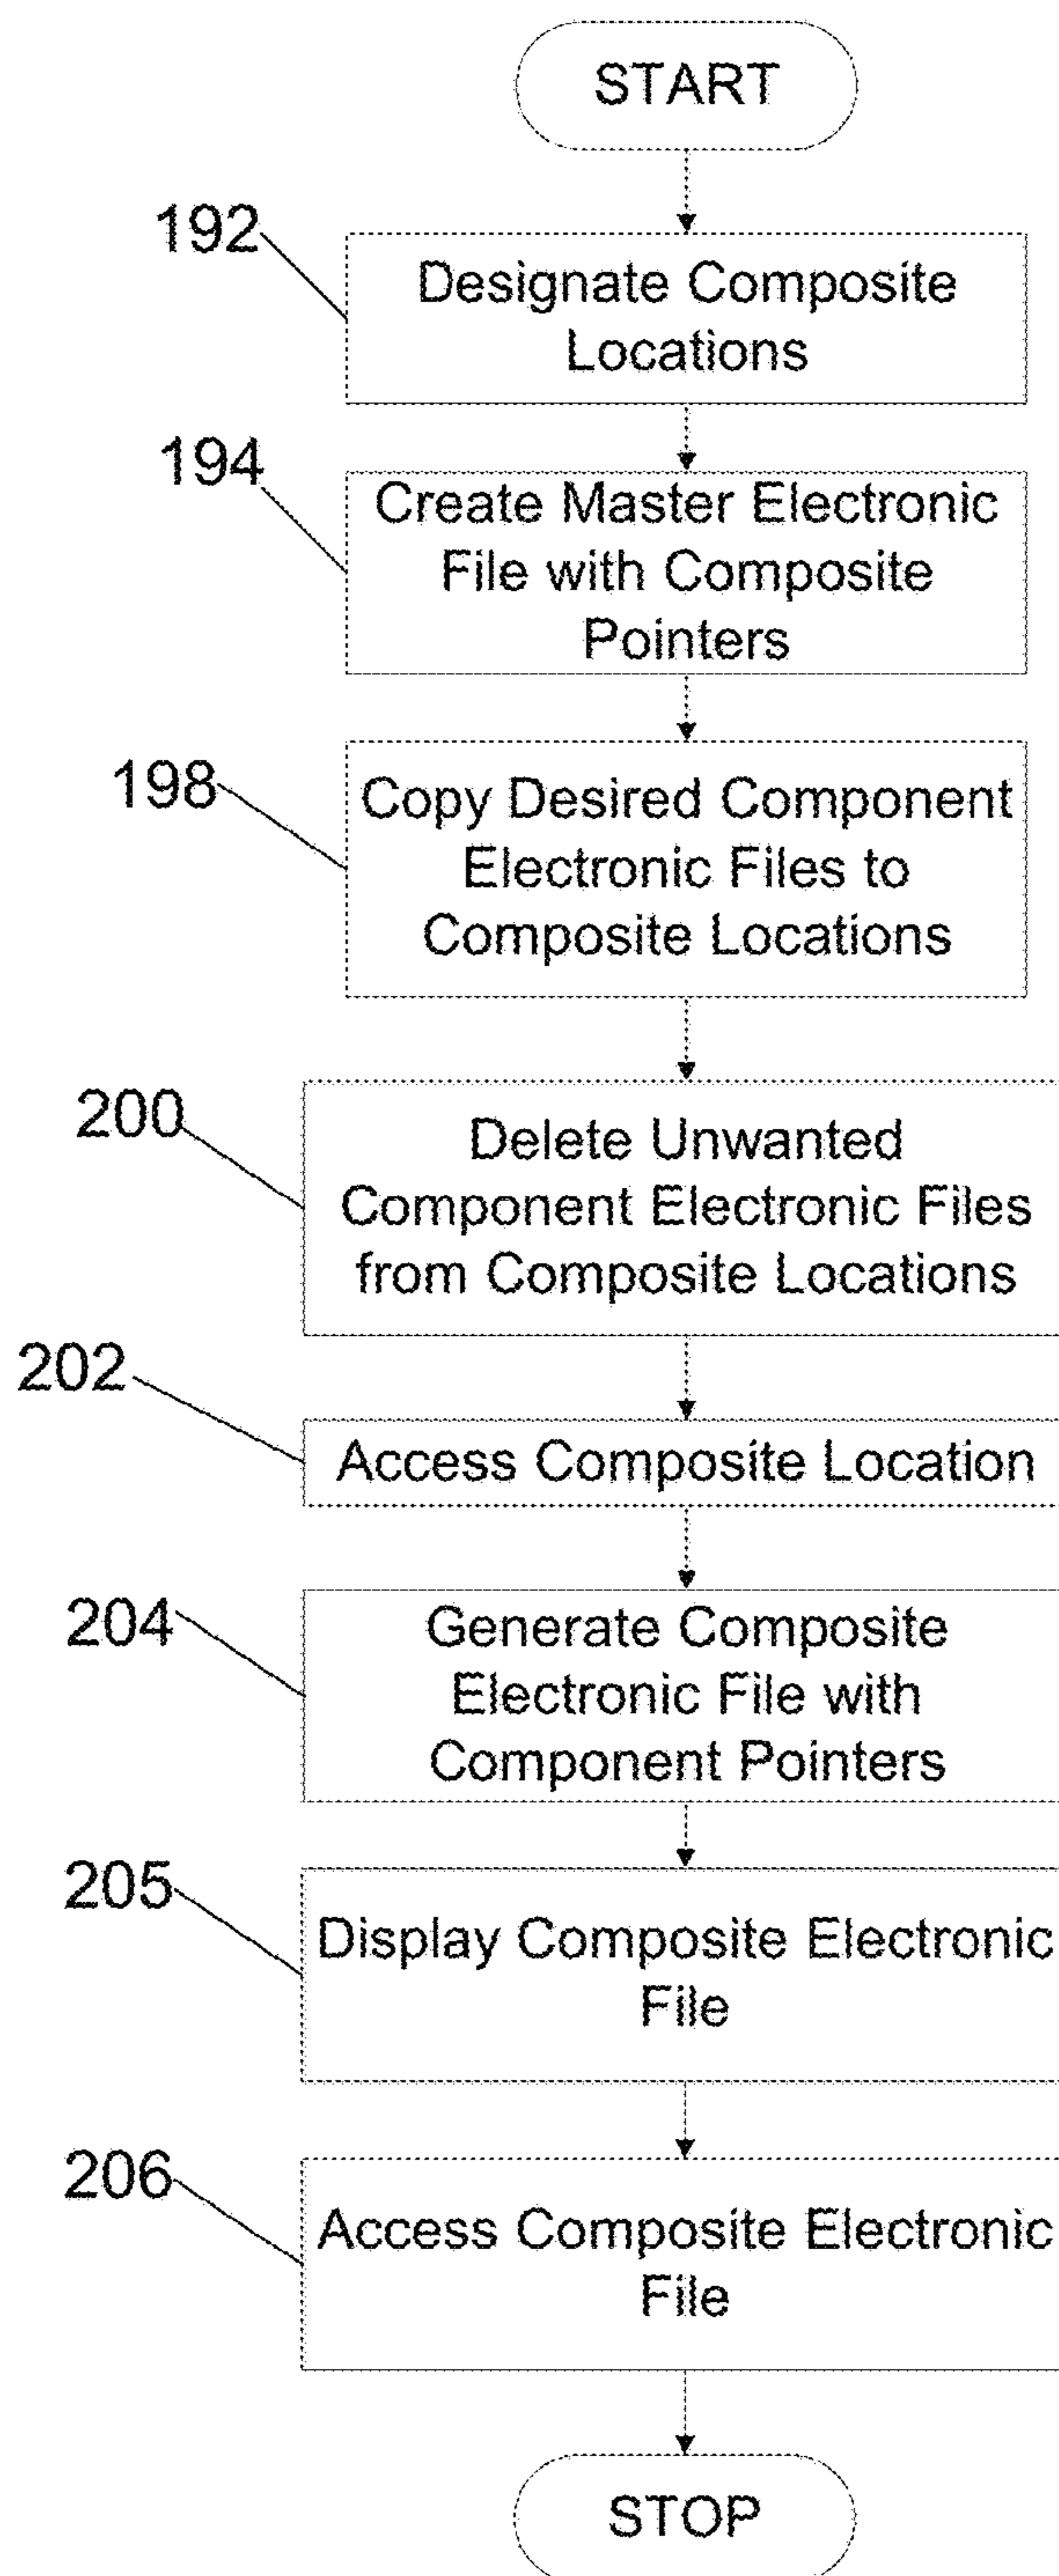 START
192
Designate Composite
Locations
194
Create Master Electronic
File with Composite
Pointers
198
Copy Desired Component
Electronic Files to
Composite Locations
200
Delete Unwanted
Component Electronic Files
from Composite Locations
202
Access Composite Location
204
Generate Composite
Electronic File with
Component Pointers
205
Display Composite Electronic
File
206
Access Composite Electronic
File
STOP